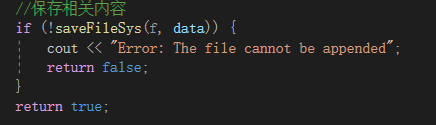 //保存相关内容
if (!saveFileSys(f, data)) {
cout << "Error: The file cannot be appended";
return false;
}
return true;